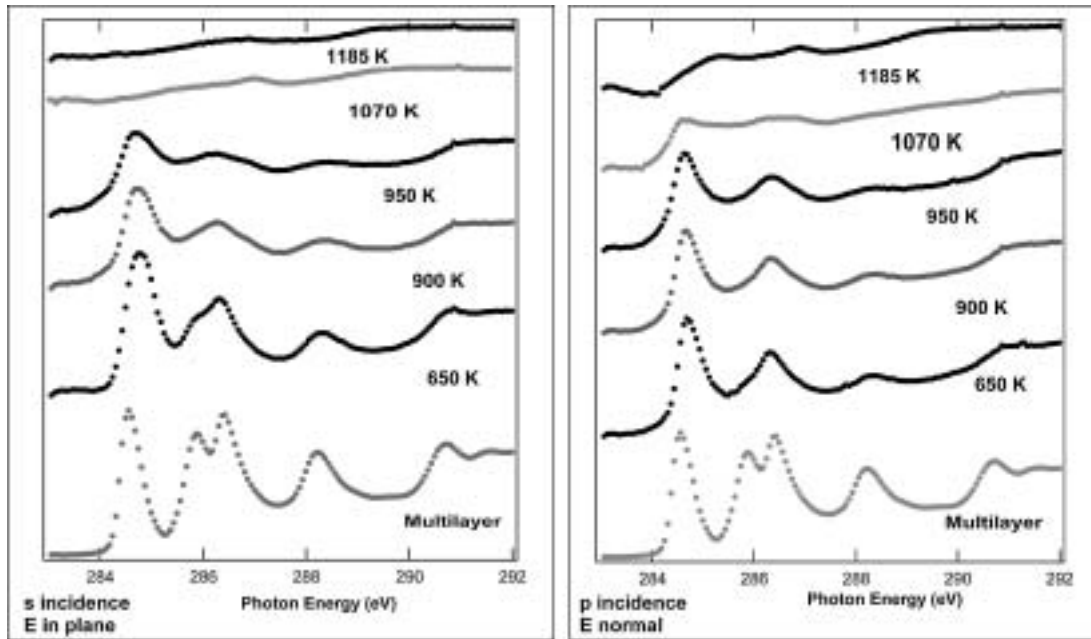 1185 K
1070 K
950 K
900 K
650 K
Multilayer
284 286 288 290 292
Photon Energy (eV)
s incidence
E in plane
1185 K
1070 K
950 K
900 K
650 K
Multilayer
284 286 288 290 292
Photon Energy (eV)
p incidence
E normal